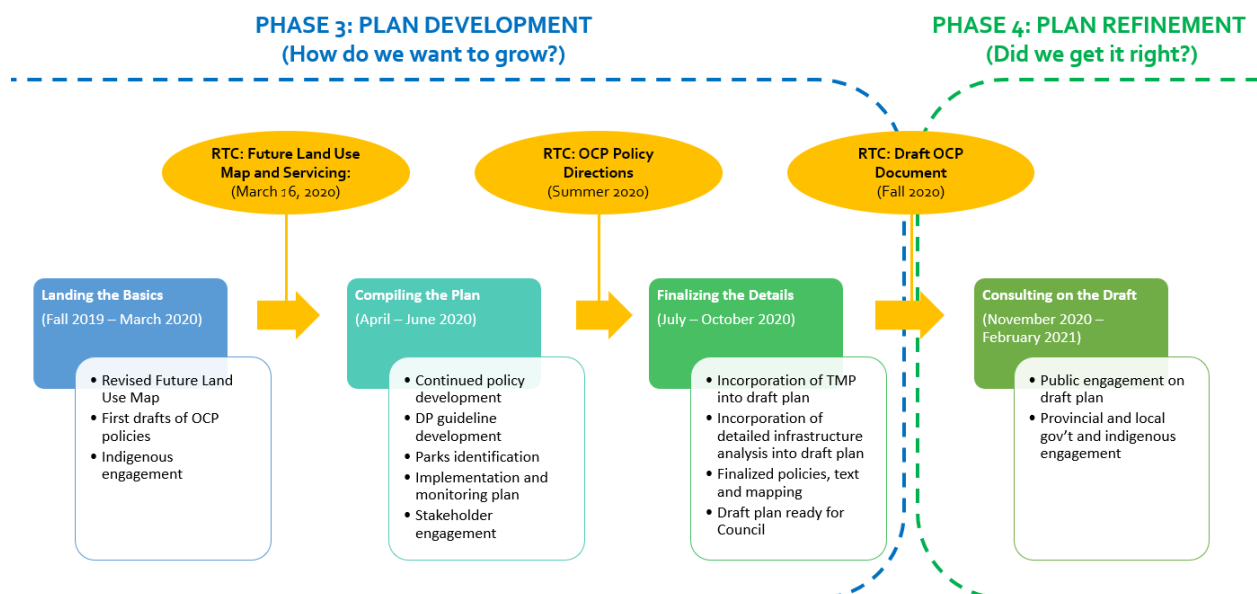 PHASE 3: PLAN DEVELOPMENT
(How do we want to grow?)
PHASE 4: PLAN REFINEMENT
(Did we get it right?)
RTC: Future Land Use
Map and Servicing:
(March 16, 2020)
RTC: OCP Policy
Directions
(Summer 2020)
RTC: Draft OCP
Document
(Fall 2020)
Landing the Basics
(Fall 2019 – March 2020)
• Revised Future Land
Use Map
• First drafts of OCP
policies
• Indigenous
engagement
Compiling the Plan
(April – June 2020)
• Continued policy
development
• DP guideline
development
• Parks identification
• Implementation and
monitoring plan
• Stakeholder
engagement
Finalizing the Details
(July – October 2020)
• Incorporation of TMP
into draft plan
• Incorporation of
detailed infrastructure
analysis into draft plan
• Finalized policies, text
and mapping
• Draft plan ready for
Council
Consulting on the Draft
(November 2020 –
February 2021)
• Public engagement on
draft plan
• Provincial and local
gov't and indigenous
engagement